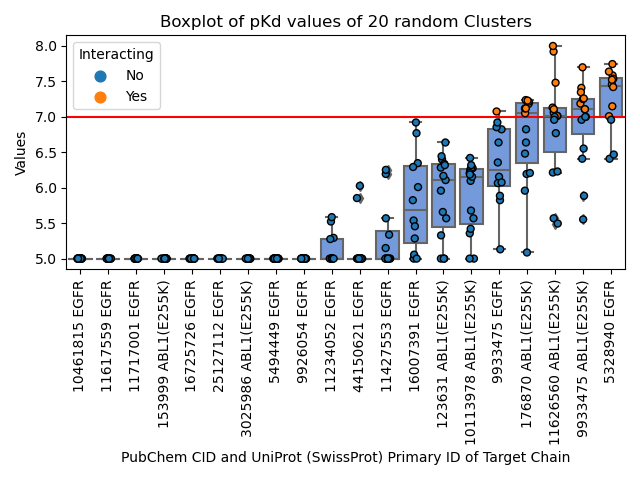 Boxplot of pKd values of 20 random Clusters
Interacting
No
Yes
Values
8.0
7.5
7.0
6.5
6.0
5.5
5.0
10461815 EGFR
11617559 EGFR
11717001 EGFR
153999 ABL1(E255K)
16725726 EGFR
25127112 EGFR
3025986 ABL1(E255K)
5494449 EGFR
9926054 EGFR
11234052 EGFR
44150621 EGFR
11427553 EGFR
16007391 EGFR
123631 ABL1(E255K)
10113978 ABL1(E255K)
9933475 EGFR
176870 ABL1(E255K)
11626560 ABL1(E255K)
9933475 ABL1(E255K)
5328940 EGFR
PubChem CID and UniProt (SwissProt) Primary ID of Target Chain